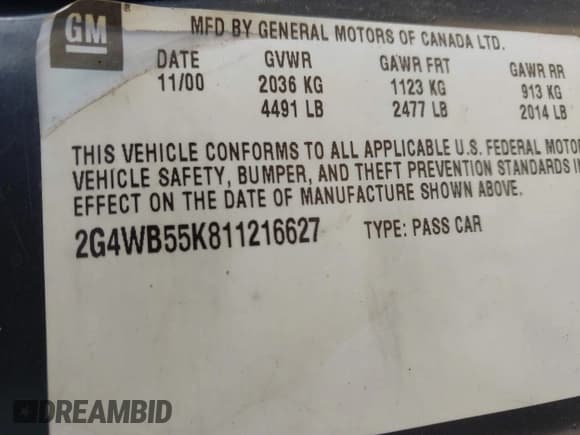 GM
MFD BY GENERAL MOTORS OF CANADA LTD.
DATE GVWR GAWR FRT GAWR RR
11/00 2036 KG 1123 KG 913 KG
4491 LB 2477 LB 2014 LB
THIS VEHICLE CONFORMS TO ALL APPLICABLE U.S. FEDERAL MOTOR
VEHICLE SAFETY, BUMPER, AND THEFT PREVENTION STANDARDS IN
EFFECT ON THE DATE OF MANUFACTURE SHOWN ABOVE.
2G4WB55K811216627 TYPE: PASS CAR
DREAMBID